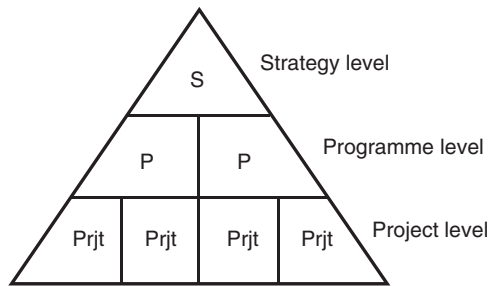 S
Strategy level
P P
Programme level
Prjt Prjt Prjt Prjt
Project level